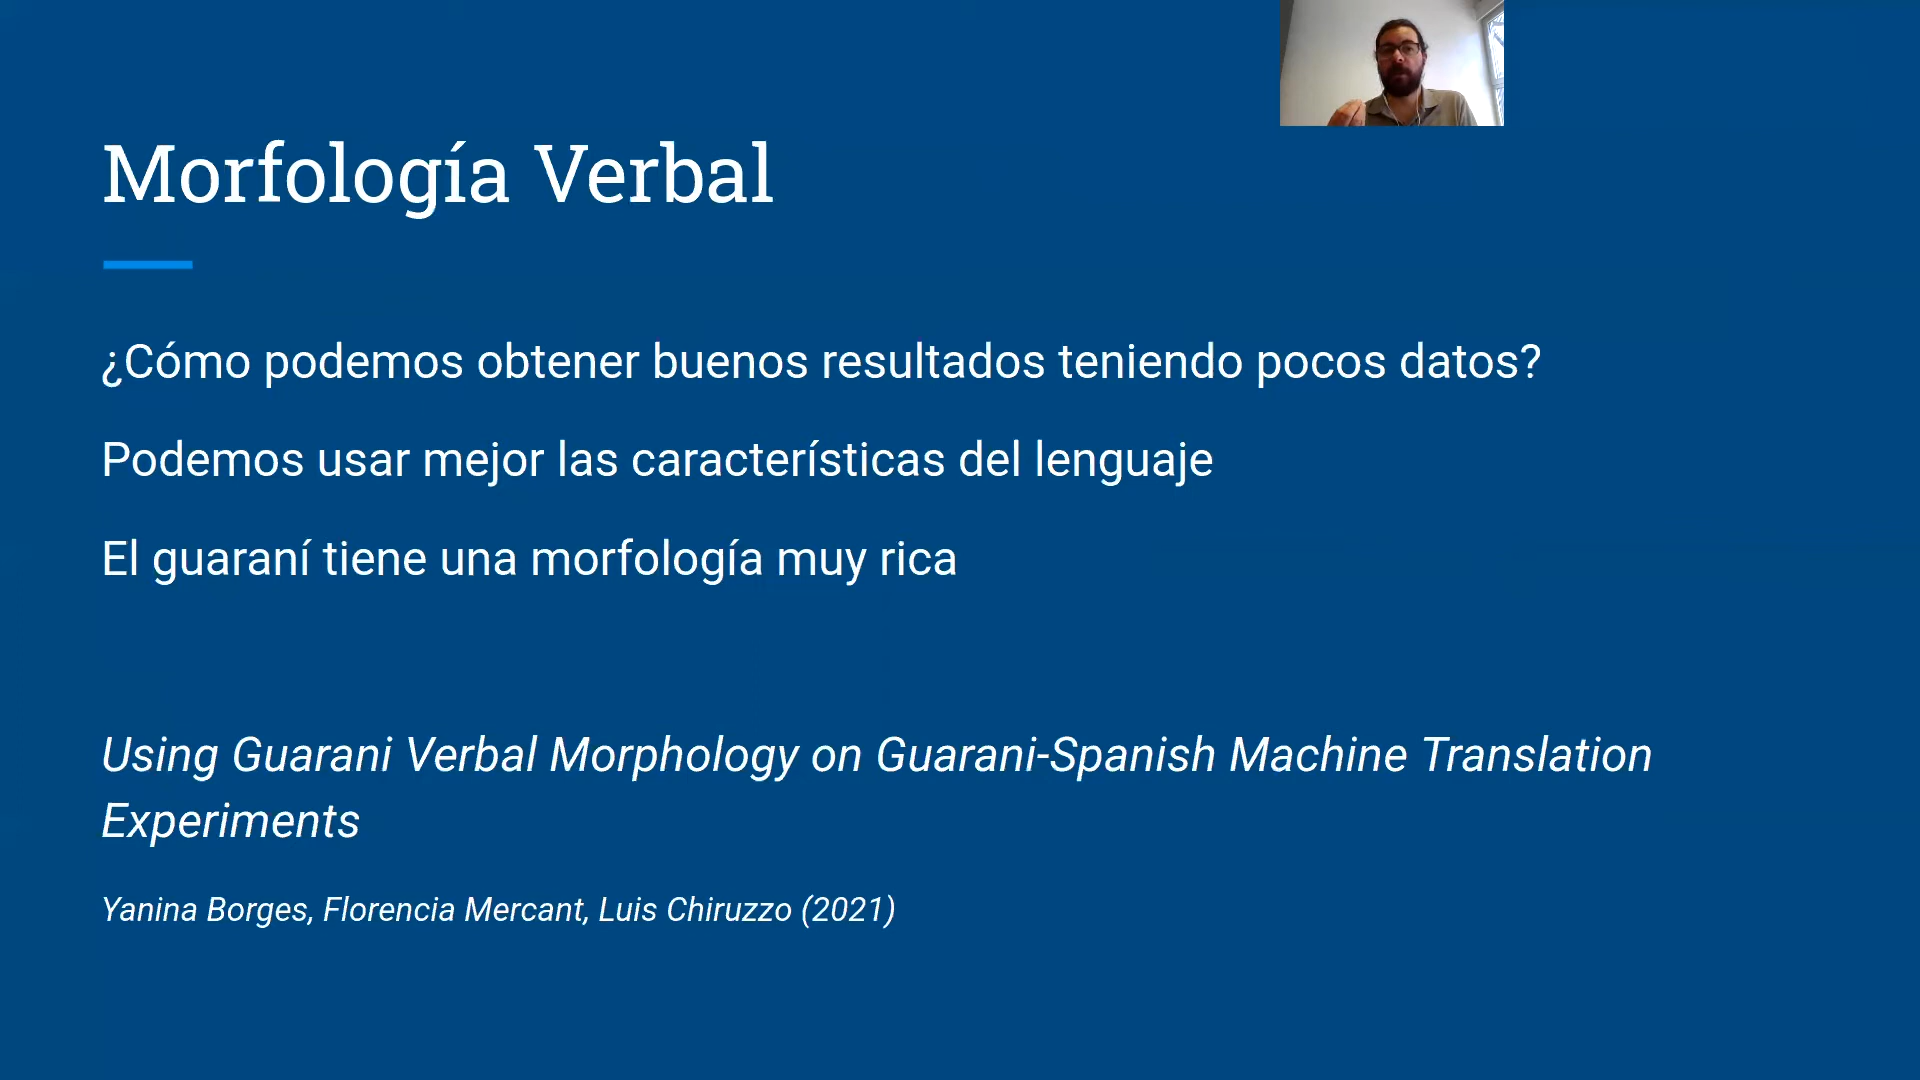 Morfología Verbal
¿Cómo podemos obtener buenos resultados teniendo pocos datos?
Podemos usar mejor las características del lenguaje
El guaraní tiene una morfología muy rica
Using Guarani Verbal Morphology on Guarani-Spanish Machine Translation
Experiments
Yanina Borges, Florencia Mercant, Luis Chiruzzo (2021)